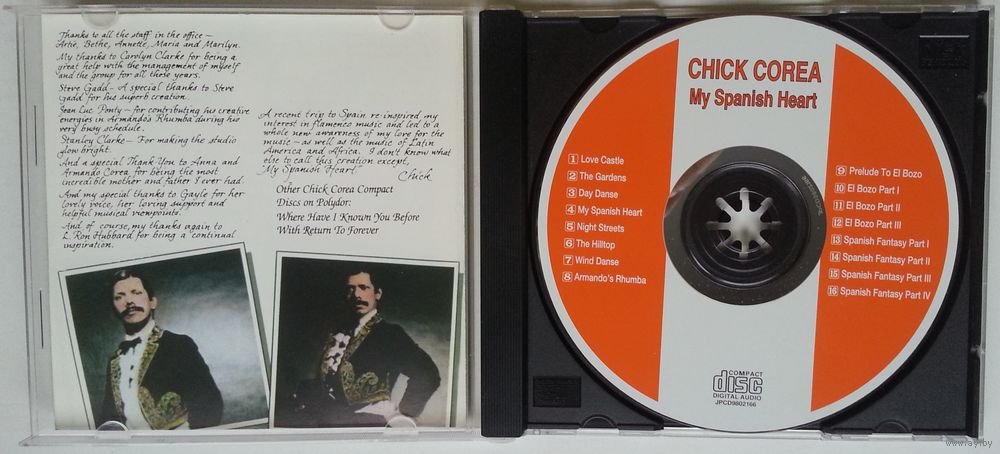 Thanks to all the staff in the office —
Artie, Bethe, Annette, Maria and Marilyn.
My thanks to Carolyn Clarke for being a
great help with the management of myself
and the group for all these years.
Steve Gadd — A special thanks to Steve
Gadd for his superb creation.
Jean Luc Ponty — for contributing his creative
energies in Armando's Rhumba during his
very busy schedule.
Stanley Clarke — For making the studio
glow bright.
And a special Thank You to Anna and
Armando Corea for being the most
incredible mother and father I ever had.
And my special thanks to Gayle for her
lovely voice, her loving support and
helpful musical viewpoints.
And of course, my thanks again to
L. Ron Hubbard for being a continual
inspiration.
A recent trip to Spain re-inspired my
interest in flamenco music and led to a
whole new awareness of my love for the
music — as well as the music of Latin
America and Africa. I don't know what
else to call this creation except,
"My Spanish Heart."
Chick
Other Chick Corea Compact
Discs on Polydor:
Where Have I Known You Before
With Return To Forever
CHICK COREA
My Spanish Heart
1 Love Castle
2 The Gardens
3 Day Danse
4 My Spanish Heart
5 Night Streets
6 The Hilltop
7 Wind Danse
8 Armando's Rhumba
9 Prelude To El Bozo
10 El Bozo Part I
11 El Bozo Part II
12 El Bozo Part III
13 Spanish Fantasy Part I
14 Spanish Fantasy Part II
15 Spanish Fantasy Part III
16 Spanish Fantasy Part IV
COMPACT
disc
DIGITAL AUDIO
JPCD9802166
www.ay.by